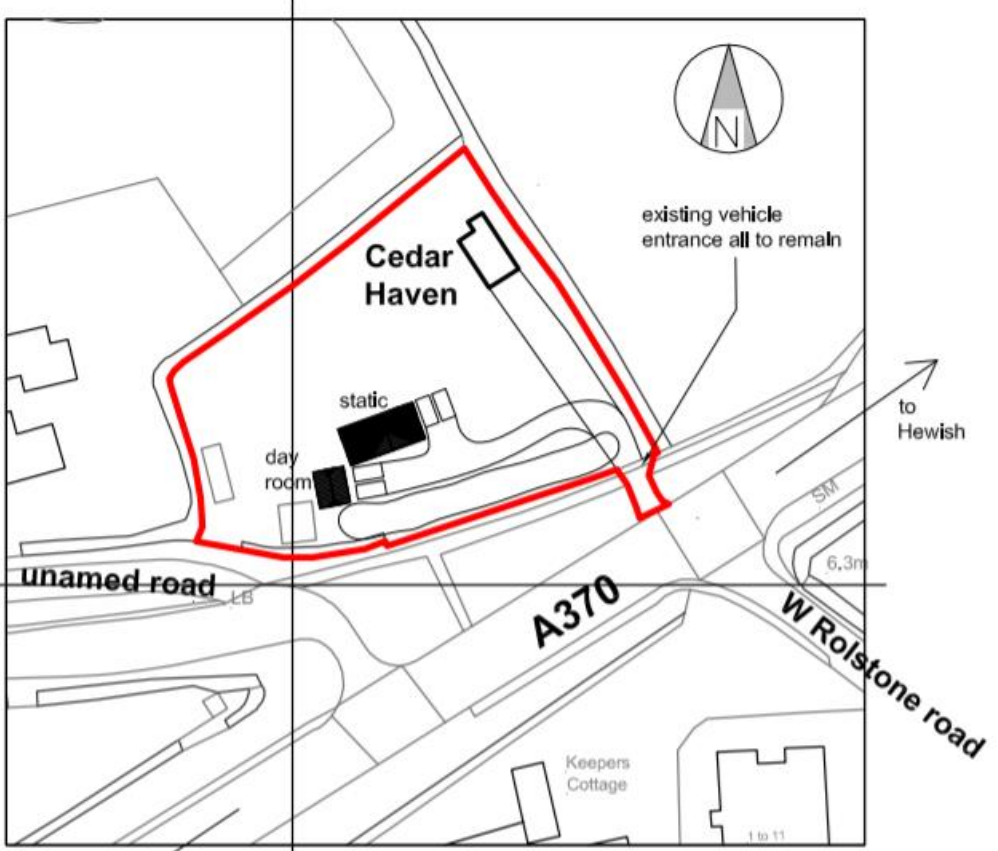 N
existing vehicle
entrance all to remain
Cedar
Haven
static
day
room
to
Hewish
SM
6,3m
unamed road
LB
A370
W Rolstone road
Keepers
Cottage
1 to 11